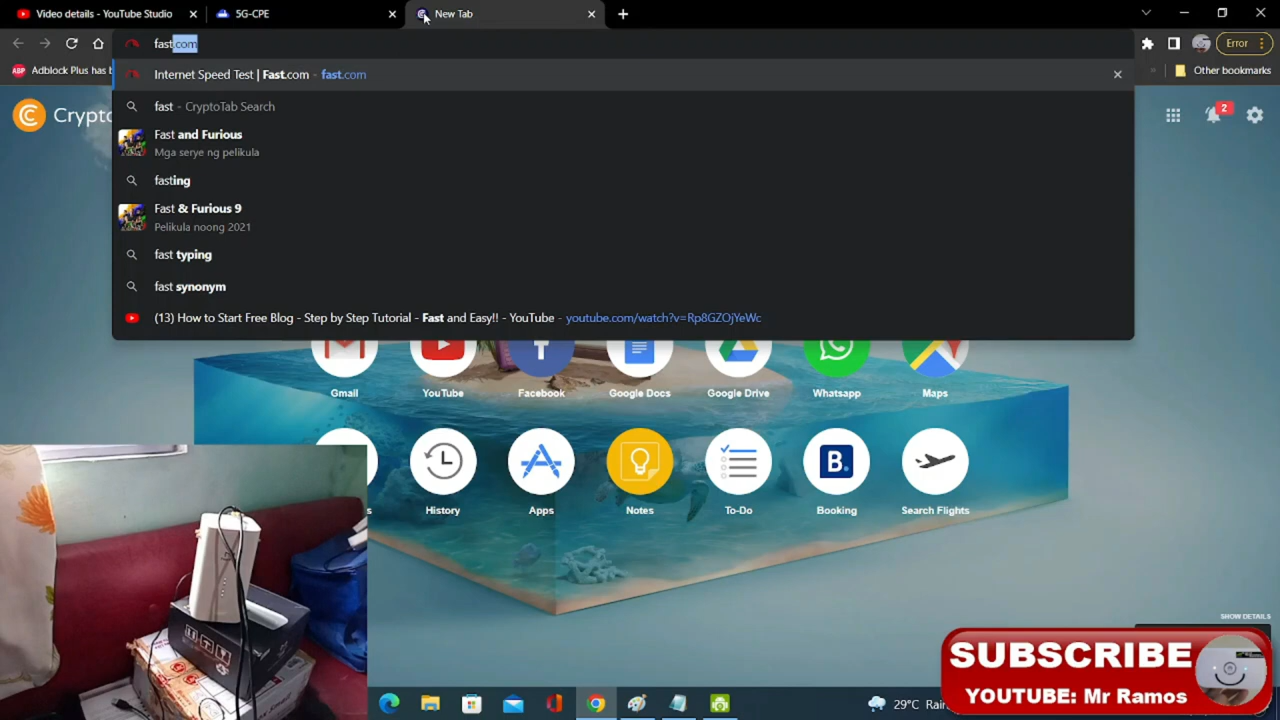 Video details - YouTube Studio
5G-CPE
New Tab
fast.com
Error
ABP
Adblock Plus has b
Other bookmarks
Internet Speed Test | Fast.com - fast.com
fast - CryptoTab Search
Fast and Furious
Mga serye ng pelikula
fasting
Fast & Furious 9
Pelikula noong 2021
fast typing
fast synonym
(13) How to Start Free Blog - Step by Step Tutorial - Fast and Easy!! - YouTube - youtube.com/watch?v=Rp8GZOjYeWc
C Crypto
2
Gmail
YouTube
Facebook
Google Docs
Google Drive
Whatsapp
Maps
B.
s
History
Apps
Notes
To-Do
Booking
Search Flights
SHOW DETAILS
SUBSCRIBE
YOUTUBE: Mr Ramos
29°C Rain